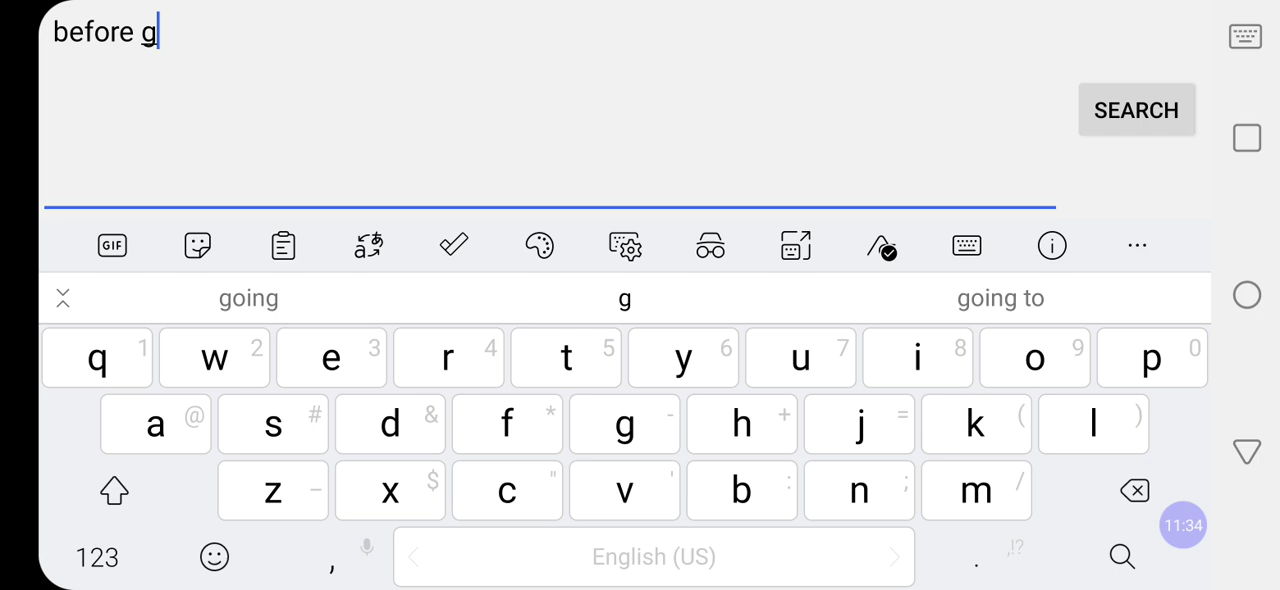 before g
SEARCH
GIF
going g going to
q 1 w 2 e 3 r 4 t 5 y 6 u 7 i 8 o 9 p 0
a @ s # d & f * g - h + j = k ( l )
z – x $ c " v ' b : n ; m /
11:34
123 , English (US) . ,!?